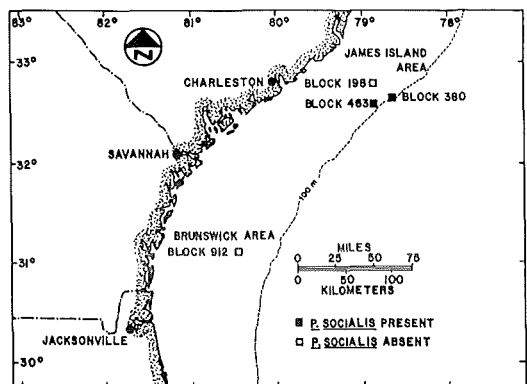 83° 82° 81° 80° 79° 78°
33°
JAMES ISLAND
AREA
CHARLESTON
BLOCK 198
BLOCK 463
BLOCK 380
N
SAVANNAH
32°
100 m
BRUNSWICK AREA
BLOCK 912
31°
MILES
0 25 50 75
0 50 100
KILOMETERS
P. SOCIALIS PRESENT
P. SOCIALIS ABSENT
JACKSONVILLE
30°